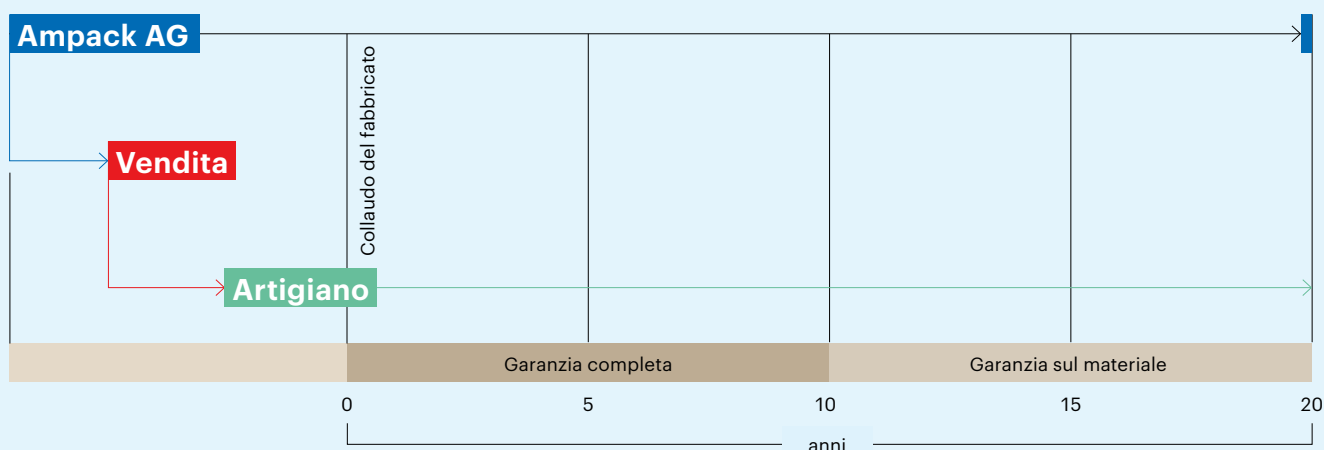 Ampack AG
Collaudo del fabbricato
Vendita
Artigiano
Garanzia completa
Garanzia sul materiale
0
5
10
15
20
anni